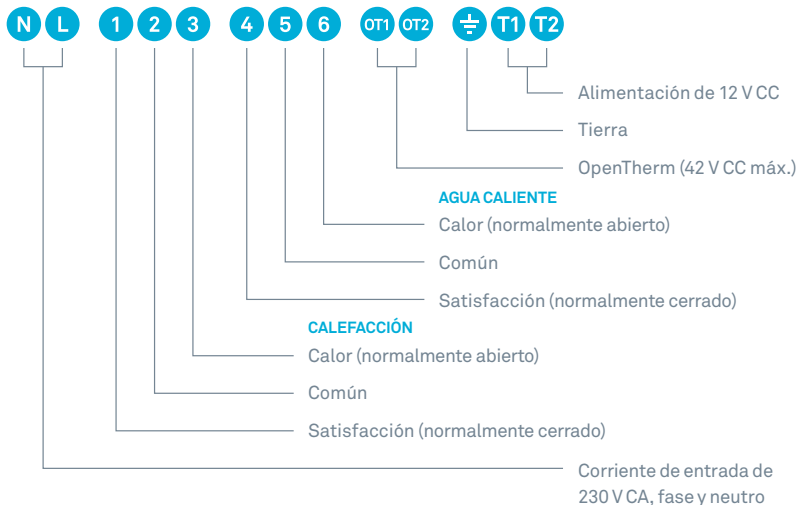 N L 1 2 3 4 5 6 OT1 OT2 T1 T2
Alimentación de 12 V CC
Tierra
OpenTherm (42 V CC máx.)
AGUA CALIENTE
Calor (normalmente abierto)
Común
Satisfacción (normalmente cerrado)
CALEFACCIÓN
Calor (normalmente abierto)
Común
Satisfacción (normalmente cerrado)
Corriente de entrada de
230 V CA, fase y neutro